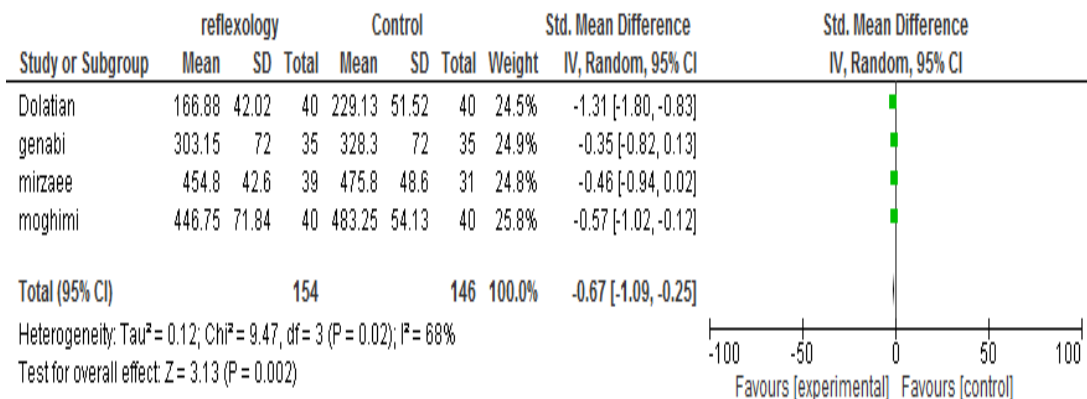 reflexology Control Std. Mean Difference Std. Mean Difference
Study or Subgroup Mean SD Total Mean SD Total Weight IV, Random, 95% CI IV, Random, 95% CI
Dolatian 166.88 42.02 40 229.13 51.52 40 24.5% -1.31 [-1.80, -0.83]
genabi 303.15 72 35 328.3 72 35 24.9% -0.35 [-0.82, 0.13]
mirzaee 454.8 42.6 39 475.8 48.6 31 24.8% -0.46 [-0.94, 0.02]
moghimi 446.75 71.84 40 483.25 54.13 40 25.8% -0.57 [-1.02, -0.12]
Total (95% CI) 154 146 100.0% -0.67 [-1.09, -0.25]
Heterogeneity: Tau² = 0.12; Chi² = 9.47, df = 3 (P = 0.02); I² = 68%
Test for overall effect: Z = 3.13 (P = 0.002)
-100 -50 0 50 100
Favours [experimental] Favours [control]